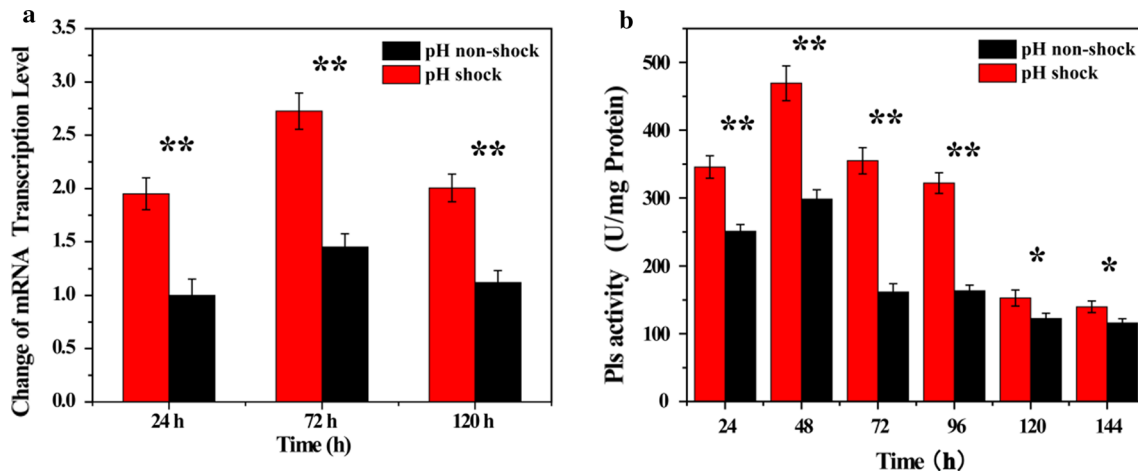 a
Change of mRNA Transcription Level
3.5
3.0
2.5
2.0
1.5
1.0
0.5
0.0
pH non-shock
pH shock
**
**
**
24 h
72 h
120 h
Time (h)
b
Pls activity (U/mg Protein)
500
400
300
200
100
0
pH non-shock
pH shock
**
**
**
**
*
*
24
48
72
96
120
144
Time (h)